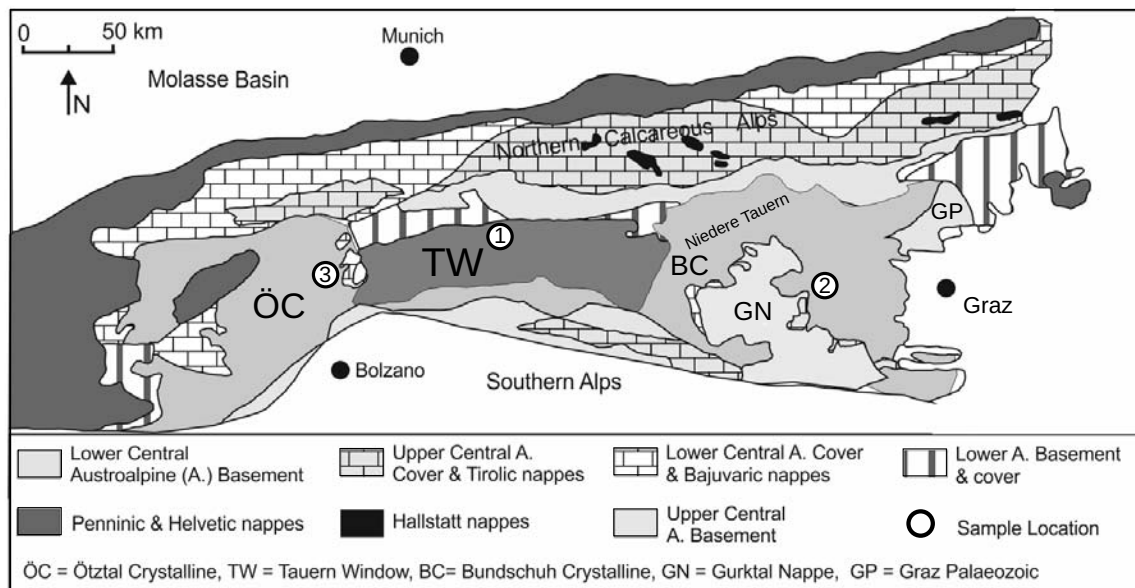 0 50 km
Munich
N
Molasse Basin
Northern Calcareous Alps
GP
Niedere Tauern
1
TW
BC
3
2
ÖC
GN
Graz
Bolzano
Southern Alps
Lower Central
Austroalpine (A.) Basement
Upper Central A.
Cover & Tirolic nappes
Lower Central A. Cover
& Bajuvaric nappes
Lower A. Basement
& cover
Penninic & Helvetic nappes
Hallstatt nappes
Upper Central
A. Basement
Sample Location
ÖC = Ötztal Crystalline, TW = Tauern Window, BC= Bundschuh Crystalline, GN = Gurktal Nappe, GP = Graz Palaeozoic